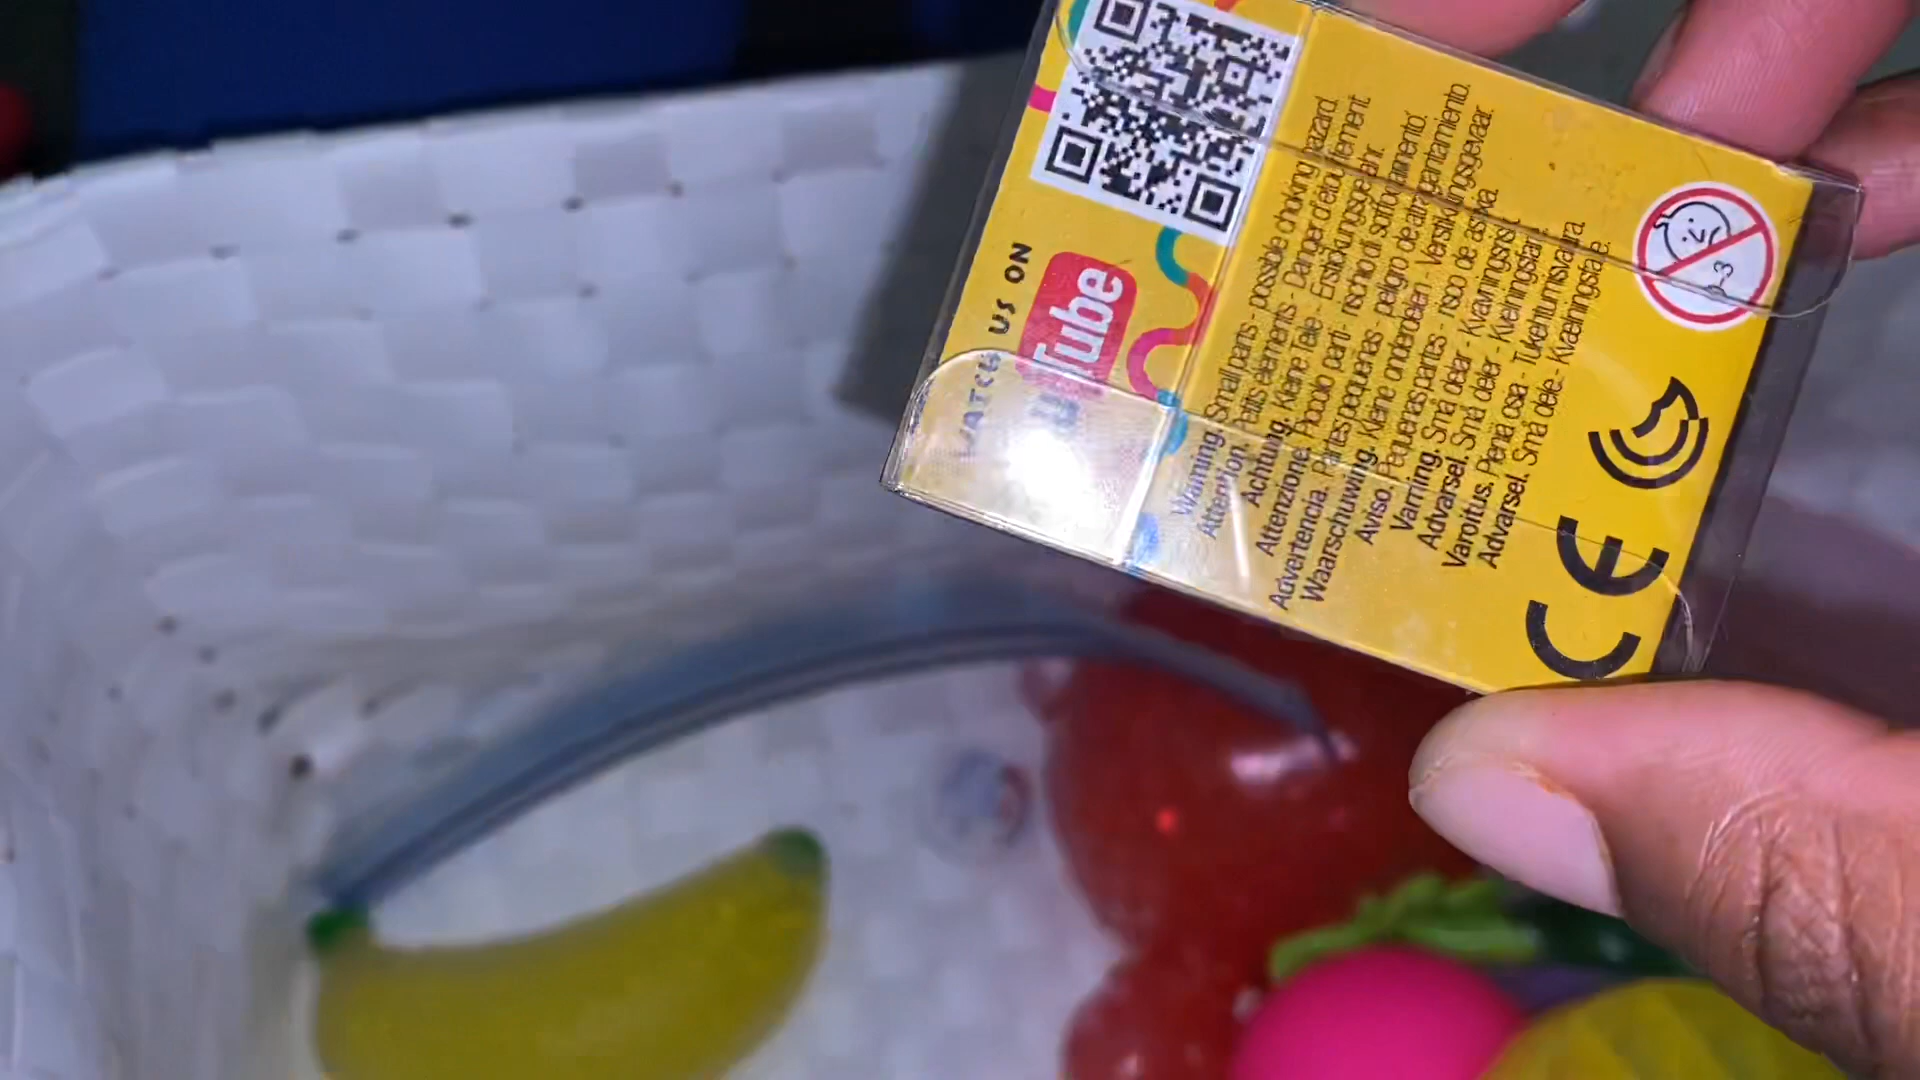 WATCH US ON
YouTube
Warning. Small parts - possible choking hazard.
Attention. Petits éléments - Danger d'étouffement
Achtung. Kleine Teile - Erstickungsgefahr.
Attenzione. Piccole parti - rischio di soffocamento.
Advertencia. Partes pequenas - peligro de atragantamiento
Waarschuwing. Kleine onderdelen - Verstikkingsgevaar.
Aviso. Pequenas partes - risco de asfixia.
Varning. Små delar - Kvävningsrisk
Advarsel. Små deler - Kvelningsfare
Varoitus. Pieniä osia - Tukehtumisvaara.
Advarsel. Små dele - Kvælningsfare.
0-3
CE